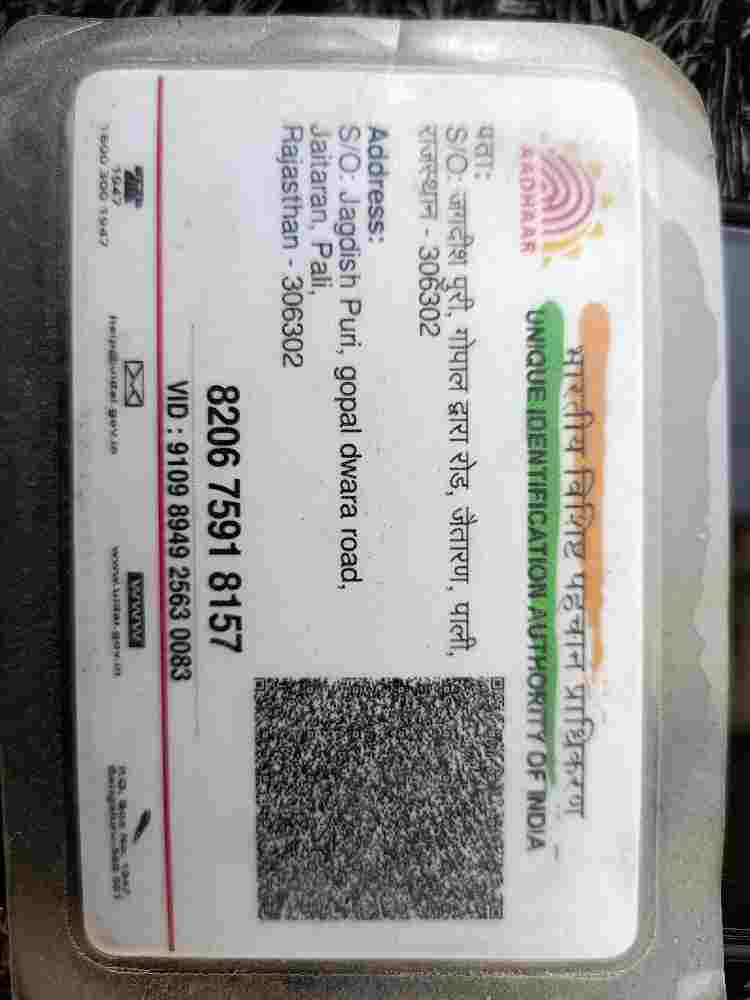 भारतीय विशिष्ट पहचान प्राधिकरण
UNIQUE IDENTIFICATION AUTHORITY OF INDIA
AADHAAR
पता:
S/O: जगदीश पूरी, गोपाल द्वारा रोड, जैतारण, पाली,
राजस्थान - 306302
Address:
S/O: Jagdish Puri, gopal dwara road,
Jaitaran, Pali,
Rajasthan - 306302
8206 7591 8157
VID : 9109 8949 2563 0083
1947
1800 300 1947
help@uidai.gov.in
WWW
www.uidai.gov.in
P.O. Box No. 1947,
Bengaluru-560 001